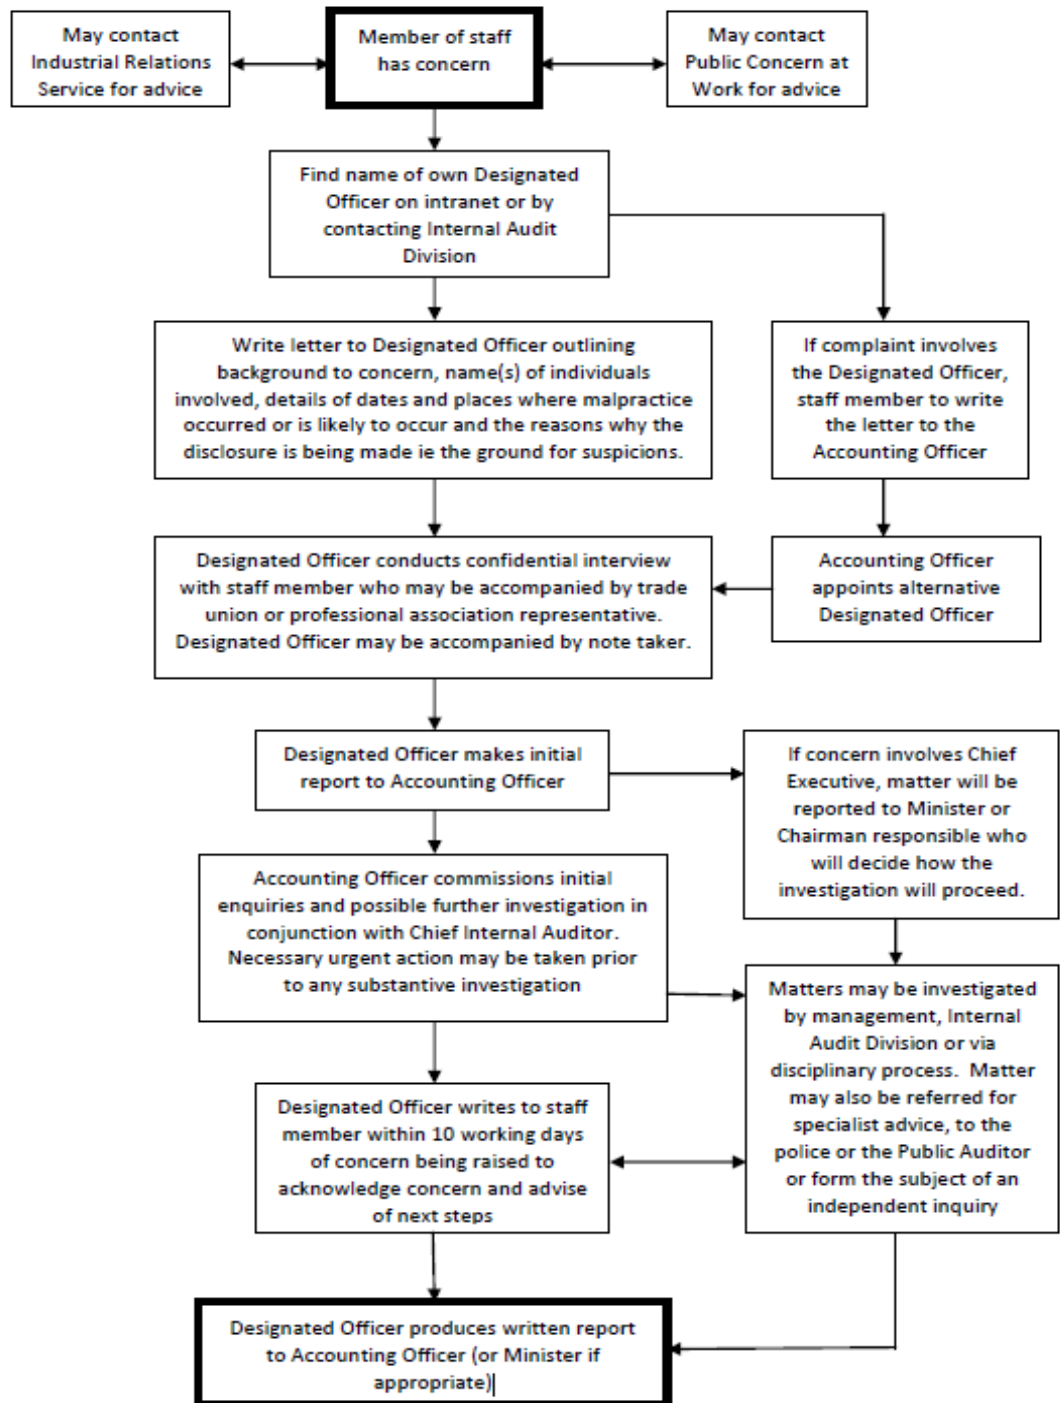 May contact
Industrial Relations
Service for advice
Member of staff
has concern
May contact
Public Concern at
Work for advice
Find name of own Designated
Officer on intranet or by
contacting Internal Audit
Division
Write letter to Designated Officer outlining
background to concern, name(s) of individuals
involved, details of dates and places where malpractice
occurred or is likely to occur and the reasons why the
disclosure is being made ie the ground for suspicions.
If complaint involves
the Designated Officer,
staff member to write
the letter to the
Accounting Officer
Designated Officer conducts confidential interview
with staff member who may be accompanied by trade
union or professional association representative.
Designated Officer may be accompanied by note taker.
Accounting Officer
appoints alternative
Designated Officer
Designated Officer makes initial
report to Accounting Officer
If concern involves Chief
Executive, matter will be
reported to Minister or
Chairman responsible who
will decide how the
investigation will proceed.
Accounting Officer commissions initial
enquiries and possible further investigation in
conjunction with Chief Internal Auditor.
Necessary urgent action may be taken prior
to any substantive investigation
Matters may be investigated
by management, Internal
Audit Division or via
disciplinary process.  Matter
may also be referred for
specialist advice, to the
police or the Public Auditor
or form the subject of an
independent inquiry
Designated Officer writes to staff
member within 10 working days
of concern being raised to
acknowledge concern and advise
of next steps
Designated Officer produces written report
to Accounting Officer (or Minister if
appropriate)